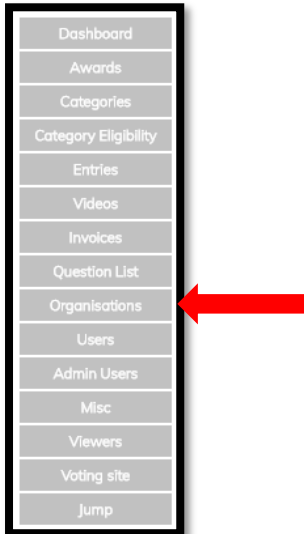 Dashboard
Awards
Categories
Category Eligibility
Entries
Videos
Invoices
Question List
Organisations
Users
Admin Users
Misc
Viewers
Voting site
Jump